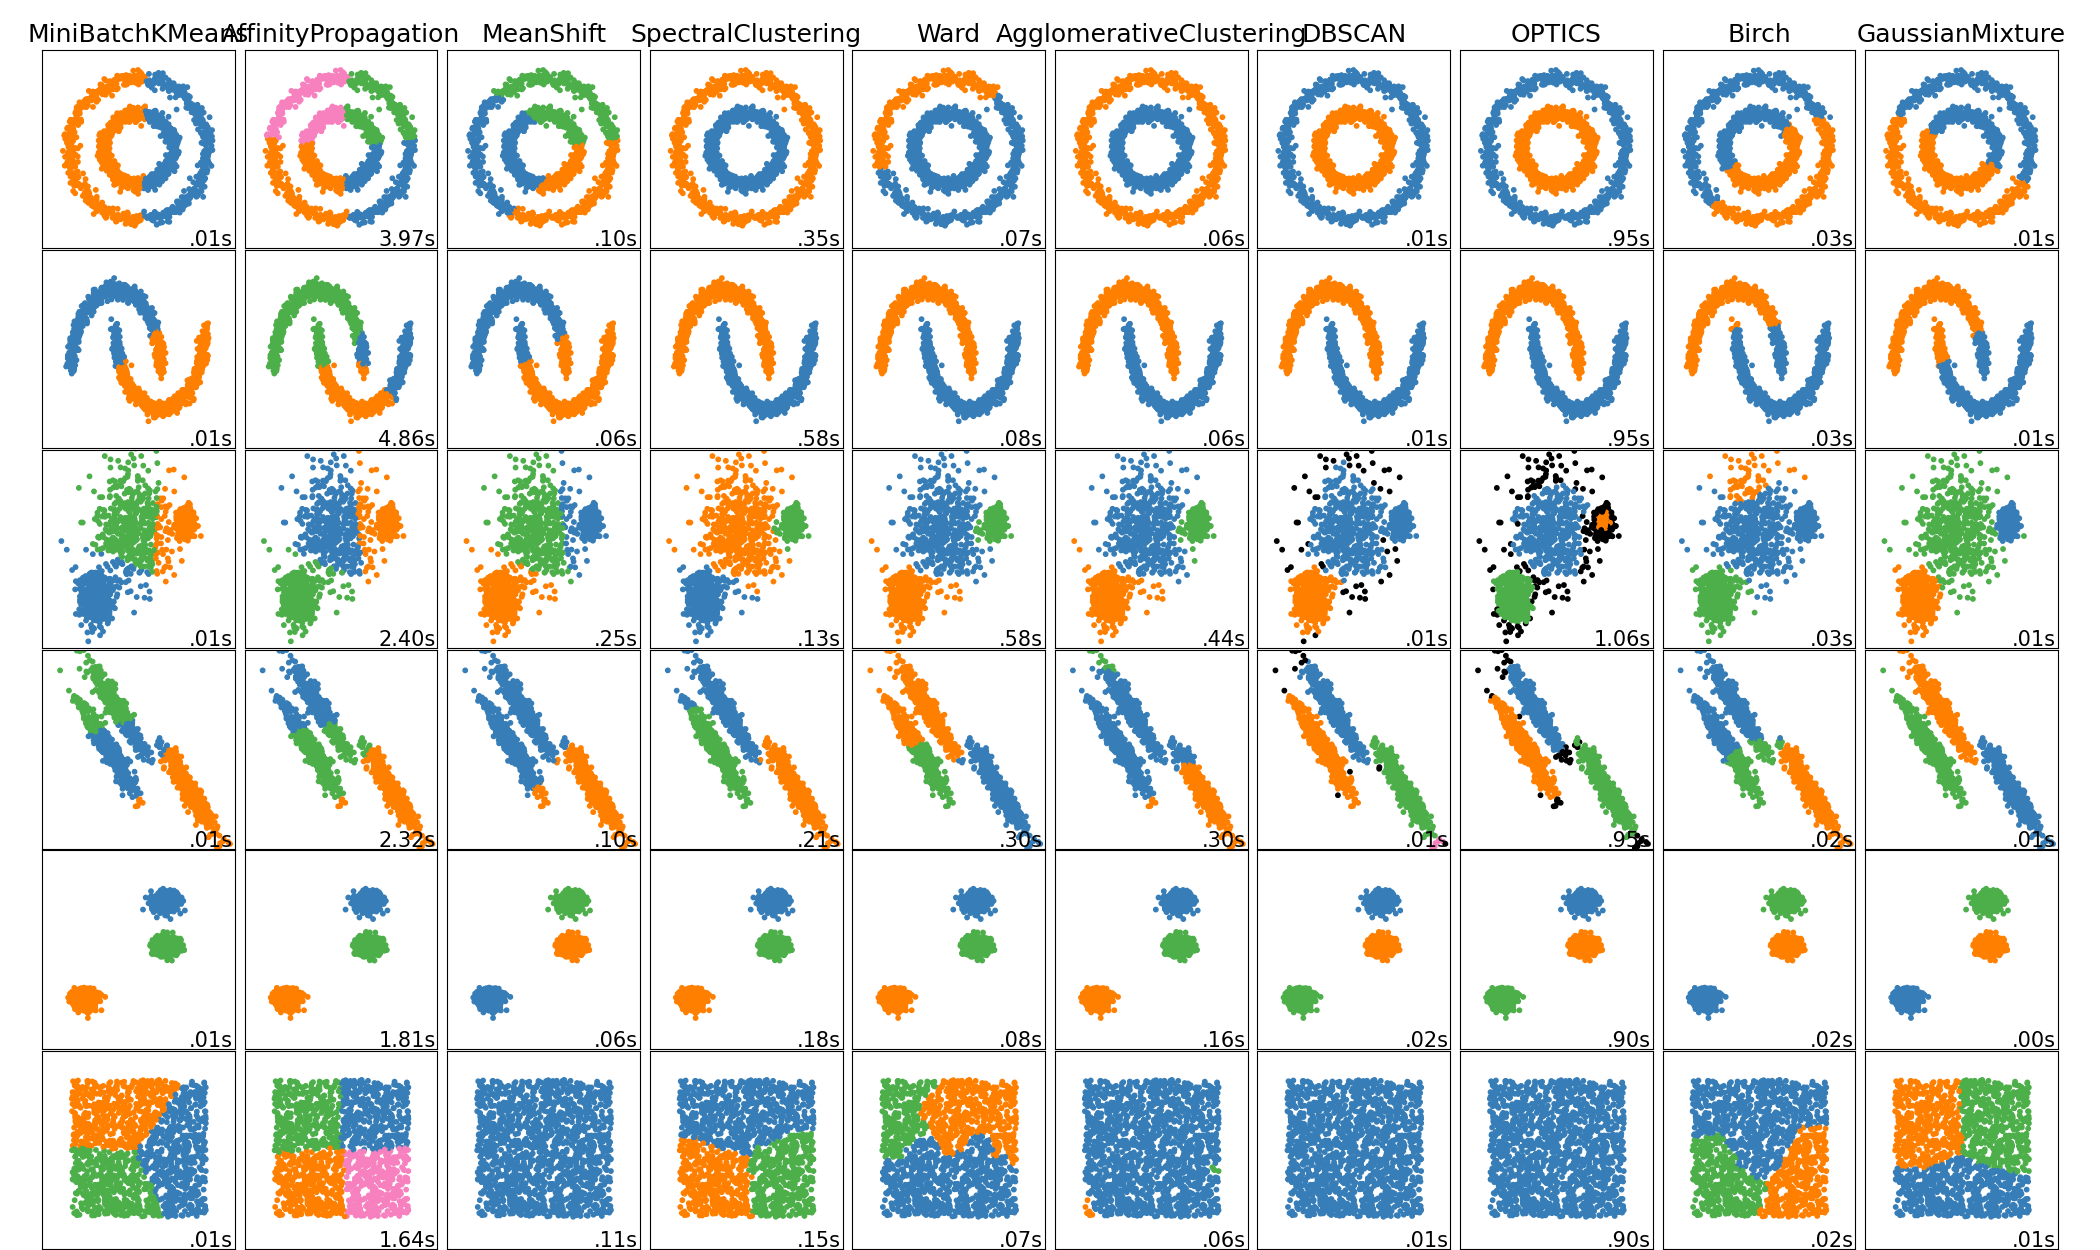 MiniBatchKMeans AffinityPropagation MeanShift SpectralClustering Ward AgglomerativeClustering DBSCAN OPTICS Birch GaussianMixture
.01s 3.97s .10s .35s .07s .06s .01s .95s .03s .01s
.01s 4.86s .06s .58s .08s .06s .01s .95s .03s .01s
.01s 2.40s .25s .13s .58s .44s .01s 1.06s .03s .01s
.01s 2.32s .10s .21s .30s .30s .01s .95s .02s .01s
.01s 1.81s .06s .18s .08s .16s .02s .90s .02s .00s
.01s 1.64s .11s .15s .07s .06s .01s .90s .02s .01s